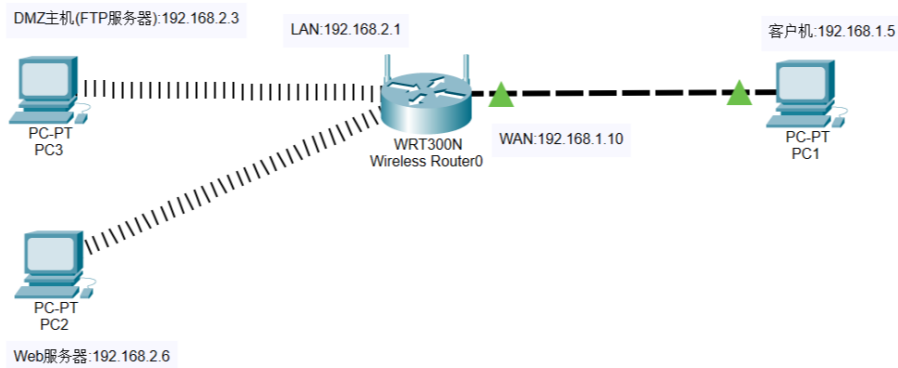 DMZ主机(FTP服务器):192.168.2.3
LAN:192.168.2.1
客户机:192.168.1.5
PC-PT
PC3
WRT300N
Wireless Router0
WAN:192.168.1.10
PC-PT
PC1
PC-PT
PC2
Web服务器:192.168.2.6